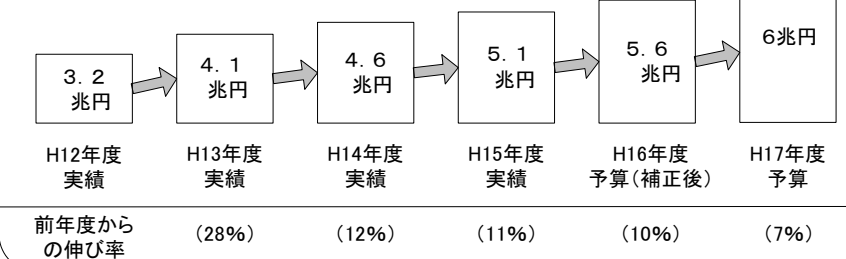 3．2
兆円
4．1
兆円
4．6
兆円
5．1
兆円
5．6
兆円
6兆円
H12年度
実績
H13年度
実績
H14年度
実績
H15年度
実績
H16年度
予算（補正後）
H17年度
予算
前年度から
の伸び率
（28%）
（12%）
（11%）
（10%）
（7%）